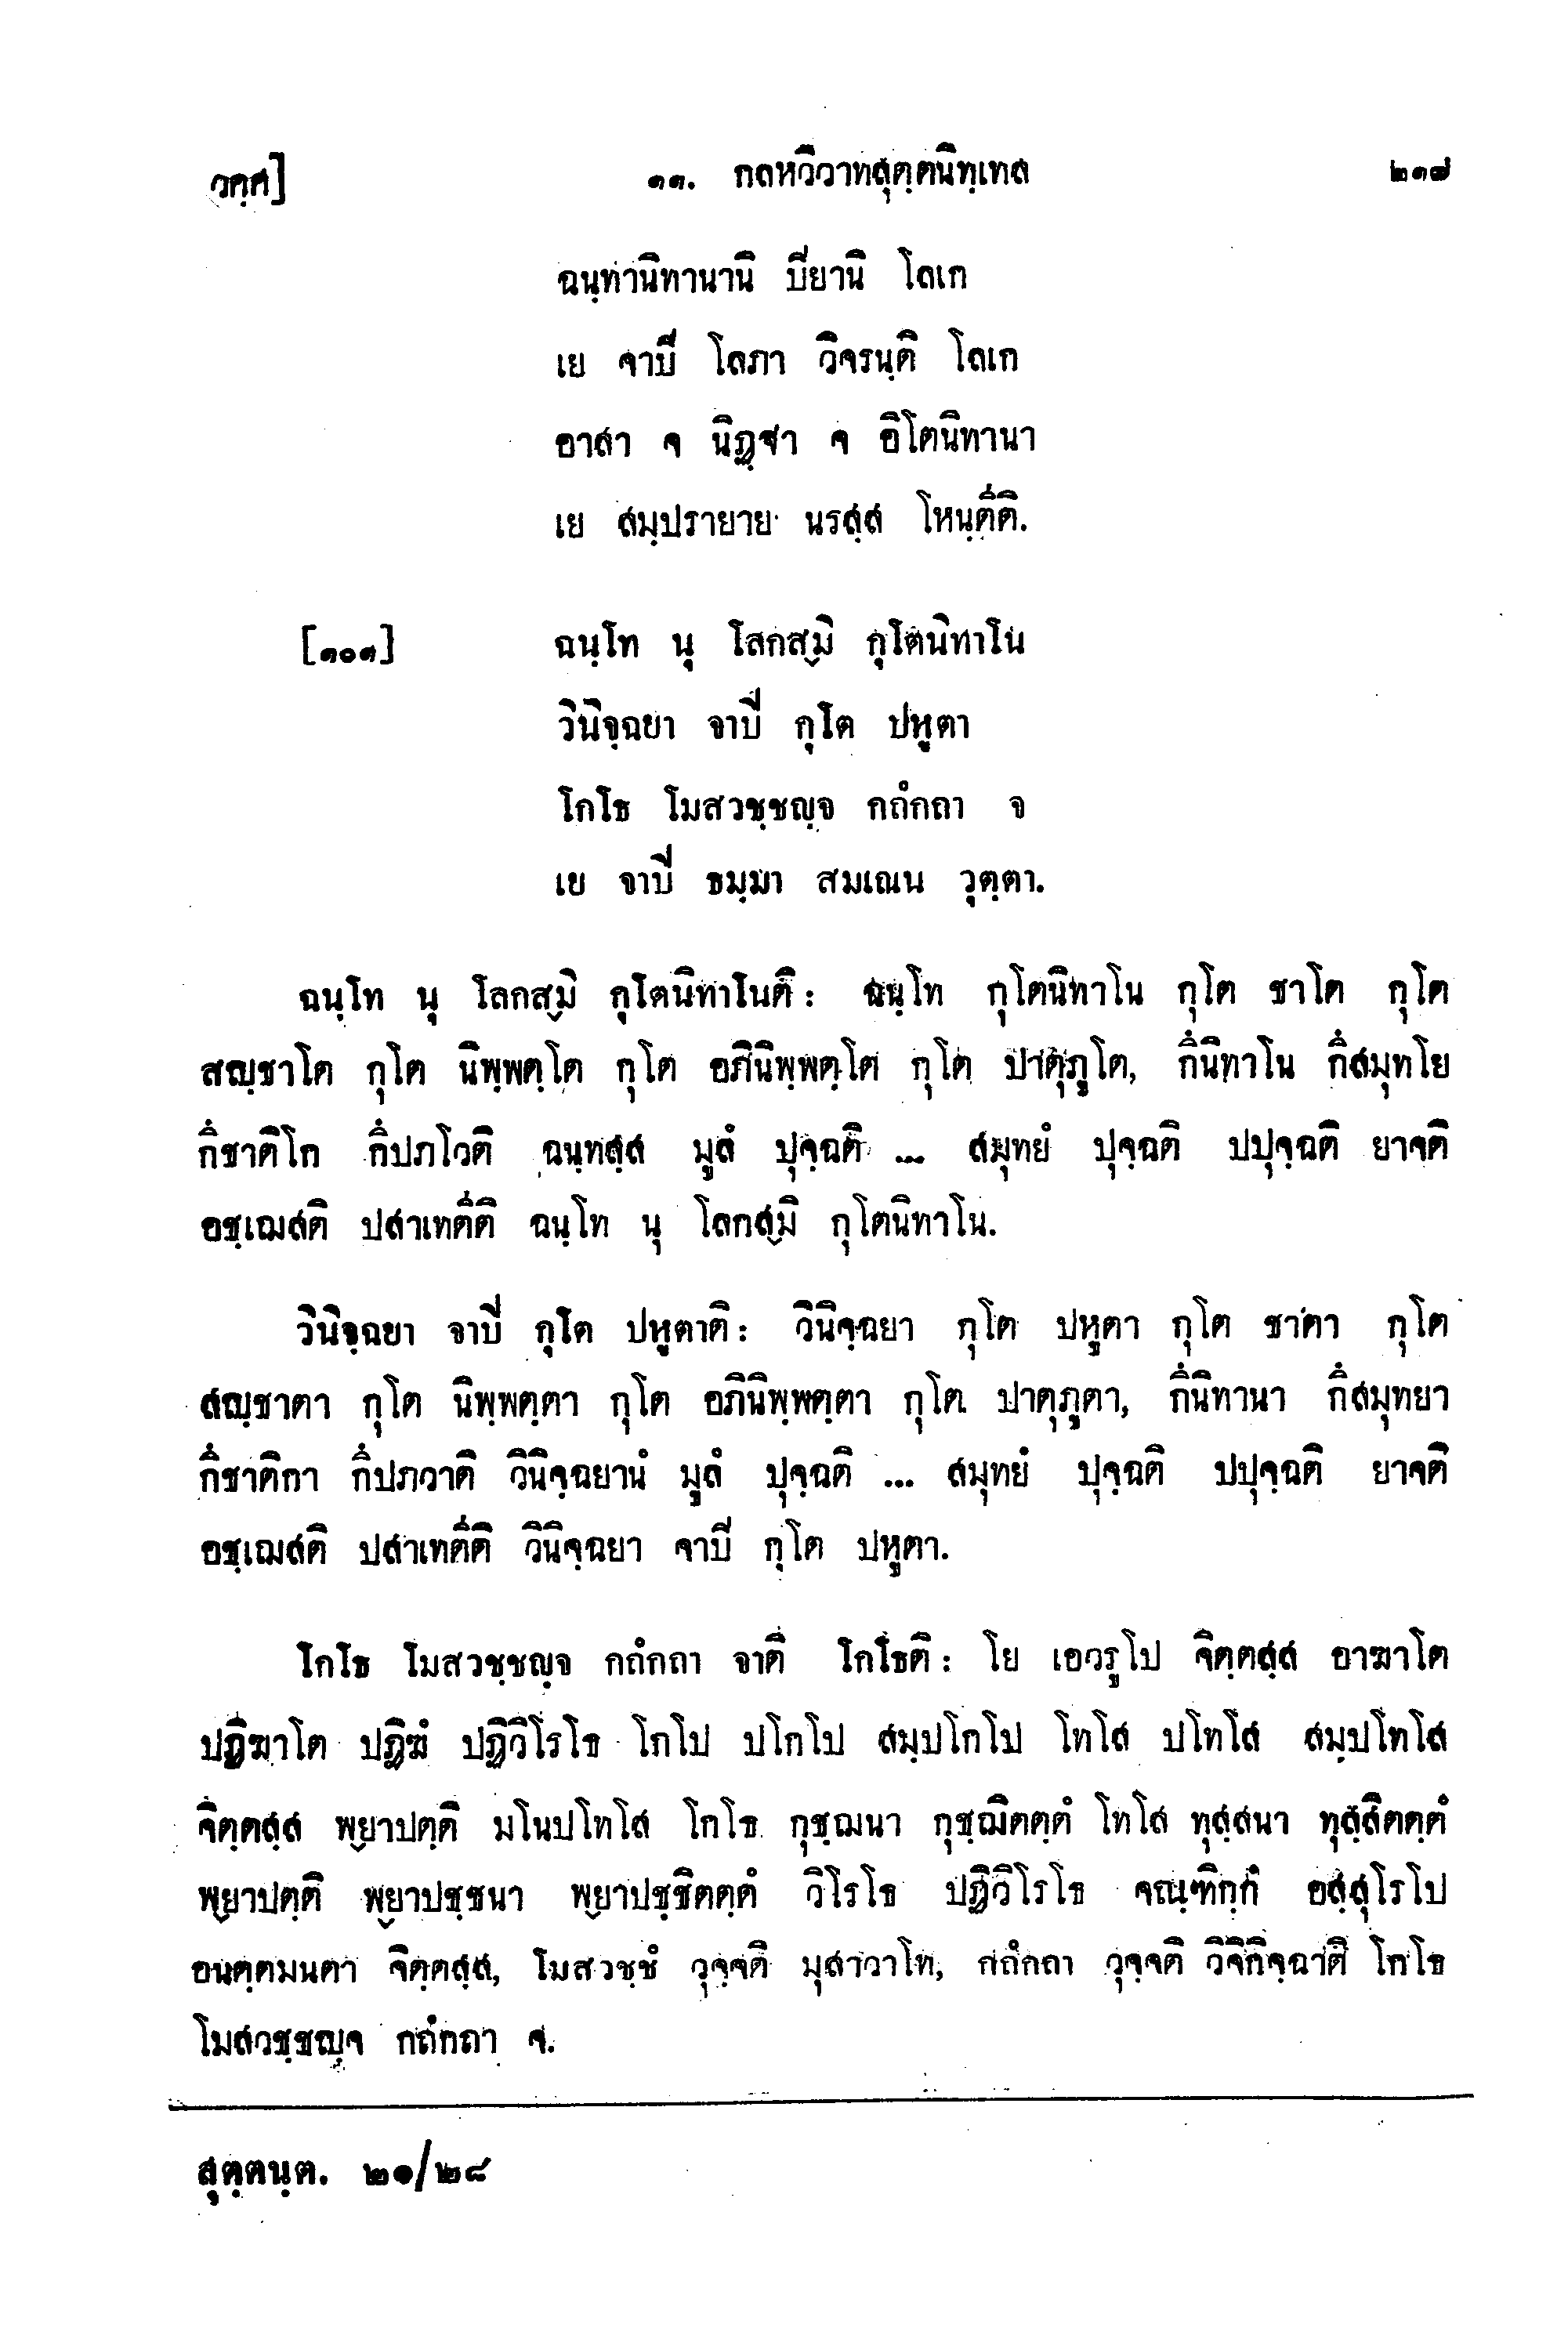 วคฺค]
๑๑. กลหวิวาทสุตฺตนิทฺเทส
๒๑๗
ฉนฺทานิทานานิ ปิยานิ โลเก
เย จาปิ โลภา วิจรนฺติ โลเก
อาสา จ นิฏฺฐา จ อิโตนิทานา
เย สมฺปรายาย นรสฺส โหนฺตีติ.
[๑๐๑] ฉนฺโท นุ โลกสฺมิ กุโตนิทาโน
วินิจฺฉยา จาปิ กุโต ปหูตา
โกโธ โมสวชฺชญฺจ กถํกถา จ
เย จาปิ ธมฺมา สมเณน วุตฺตา.
ฉนฺโท นุ โลกสฺมิ กุโตนิทาโนติ: ฉนฺโท กุโตนิทาโน กุโต ชาโต กุโต
สญฺชาโต กุโต นิพฺพตฺโต กุโต อภินิพฺพตฺโต กุโต ปาตุภูโต, กึนิทาโน กึสมุทโย
กึชาติโก กึปภโวติ ฉนฺทสฺส มูลํ ปุจฺฉติ ... สมุทยํ ปุจฺฉติ ปปุจฺฉติ ยาจติ
อชฺเฌสติ ปสาเทตีติ ฉนฺโท นุ โลกสฺมิ กุโตนิทาโน.
วินิจฺฉยา จาปิ กุโต ปหูตาติ: วินิจฺฉยา กุโต ปหูตา กุโต ชาตา กุโต
สญฺชาตา กุโต นิพฺพตฺตา กุโต อภินิพฺพตฺตา กุโต ปาตุภูตา, กึนิทานา กึสมุทยา
กึชาติกา กึปภวาติ วินิจฺฉยานํ มูลํ ปุจฺฉติ ... สมุทยํ ปุจฺฉติ ปปุจฺฉติ ยาจติ
อชฺเฌสติ ปสาเทตีติ วินิจฺฉยา จาปิ กุโต ปหูตา.
โกโธ โมสวชฺชญฺจ กถํกถา จาติ โกโธติ: โย เอวรูโป จิตฺตสฺส อาฆาโต
ปฏิฆาโต ปฏิฆํ ปฏิวิโรโธ โกโป ปโกโป สมฺปโกโป โทโส ปโทโส สมฺปโทโส
จิตฺตสฺส พฺยาปตฺติ มโนปโทโส โกโธ กุชฺฌนา กุชฺฌิตตฺตํ โทโส ทุสฺสนา ทุสฺสิตตฺตํ
พฺยาปตฺติ พฺยาปชฺชนา พฺยาปชฺชิตตฺตํ วิโรโธ ปฏิวิโรโธ จณฺฑิกฺกํ อสฺสุโรโป
อนตฺตมนตา จิตฺตสฺส, โมสวชฺชํ วุจฺจติ มุสาวาโท, กถํกถา วุจฺจติ วิจิกิจฺฉาติ โกโธ
โมสวชฺชญฺจ กถํกถา จ.
สุตฺตนฺต. ๒๑/๒๘